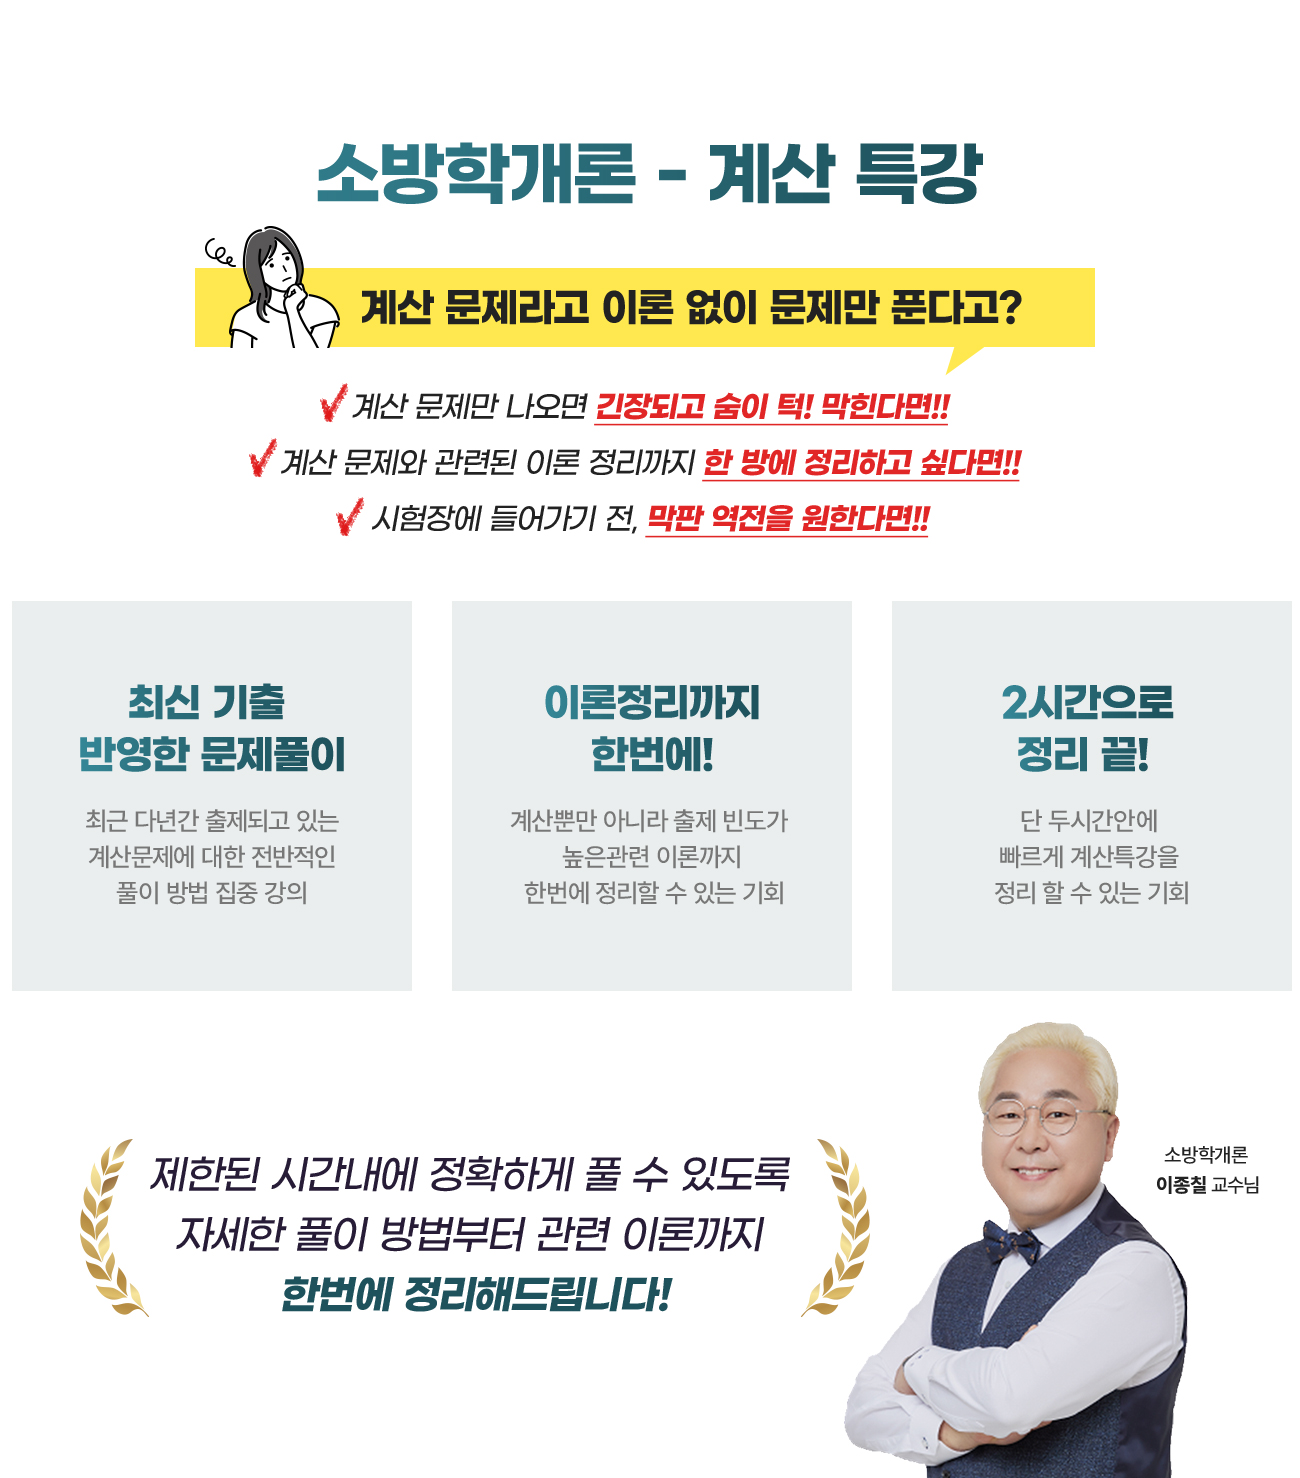 소방학개론 - 계산 특강
계산 문제라고 이론 없이 문제만 푼다고?
계산 문제만 나오면 긴장되고 숨이 턱! 막힌다면!!
계산 문제와 관련된 이론 정리까지 한 방에 정리하고 싶다면!!
시험장에 들어가기 전, 막판 역전을 원한다면!!
최신 기출
반영한 문제풀이
최근 다년간 출제되고 있는
계산문제에 대한 전반적인
풀이 방법 집중 강의
이론정리까지
한번에!
계산뿐만 아니라 출제 빈도가
높은관련 이론까지
한번에 정리할 수 있는 기회
2시간으로
정리 끝!
단 두시간안에
빠르게 계산특강을
정리 할 수 있는 기회
제한된 시간내에 정확하게 풀 수 있도록
자세한 풀이 방법부터 관련 이론까지
한번에 정리해드립니다!
소방학개론
이종칠 교수님